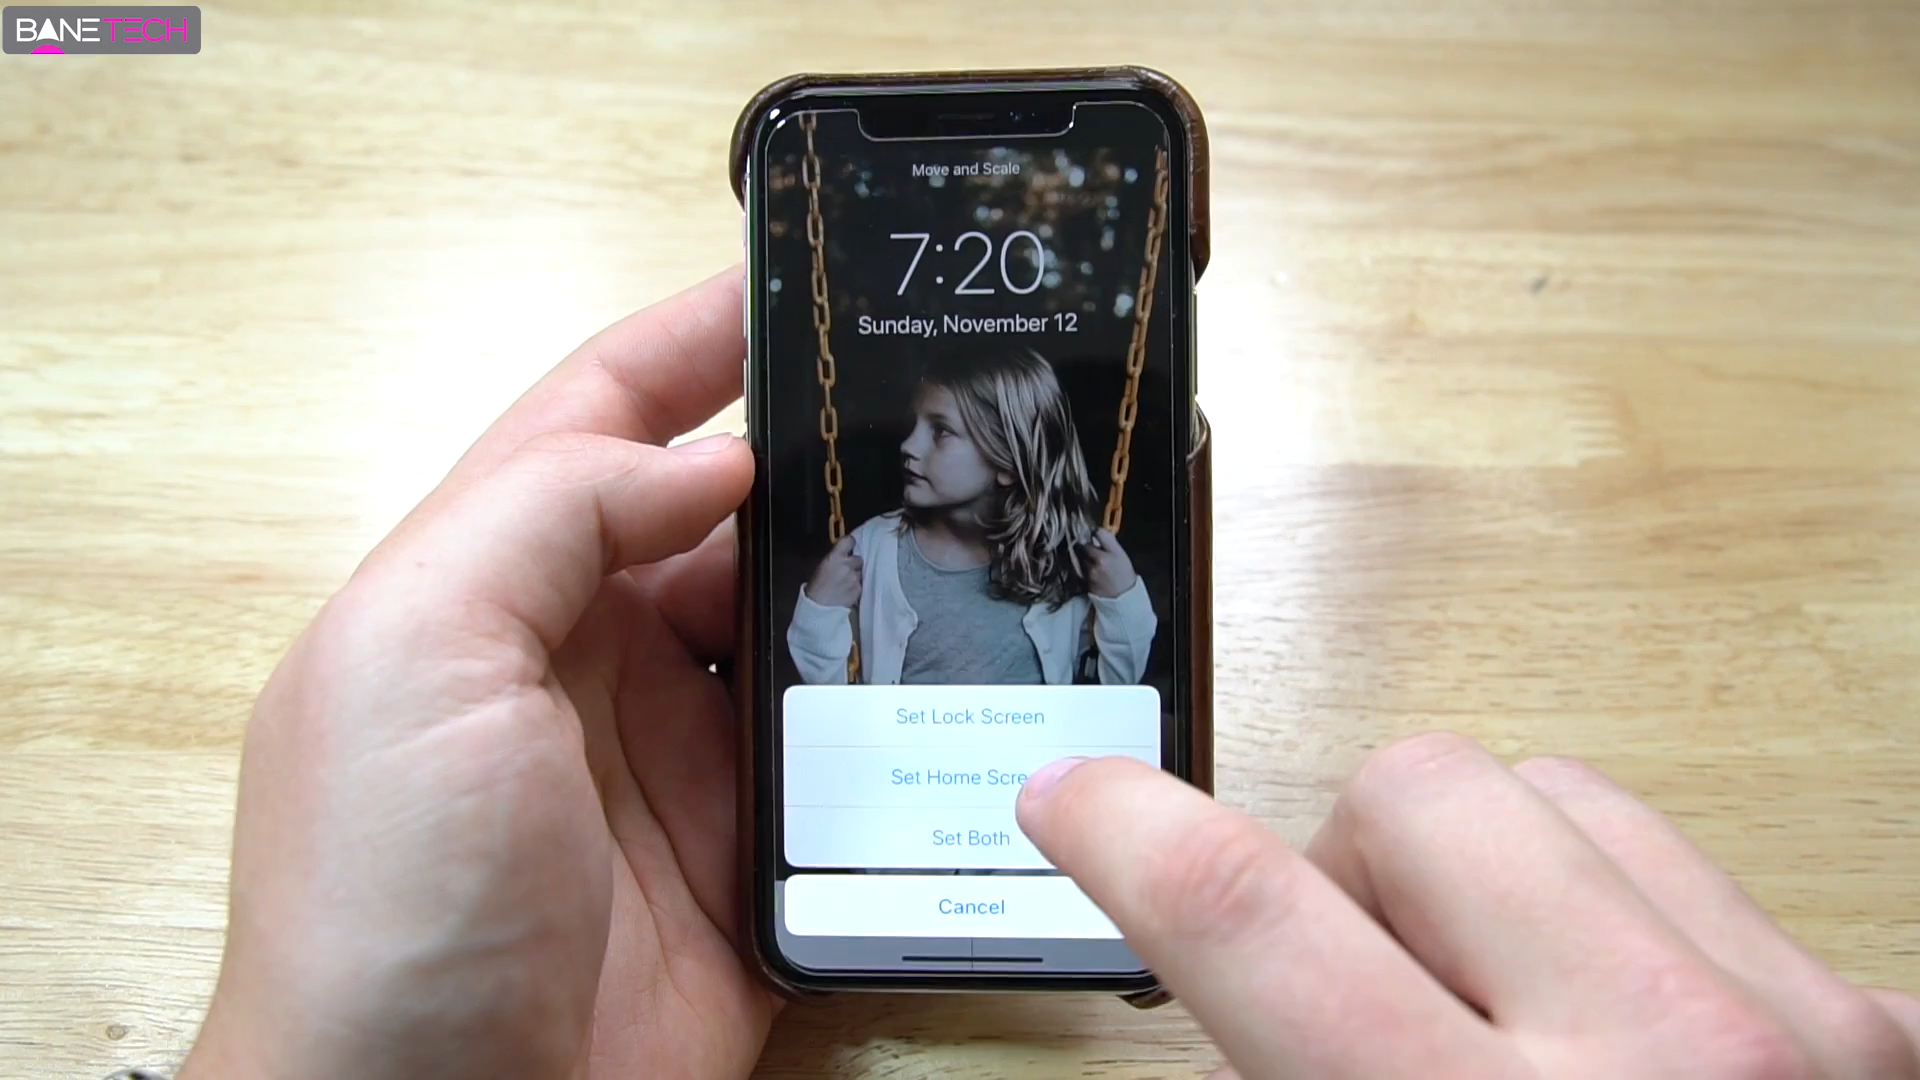 BANETECH
Move and Scale
7:20
Sunday, November 12
Set Lock Screen
Set Home Scre
Set Both
Cancel